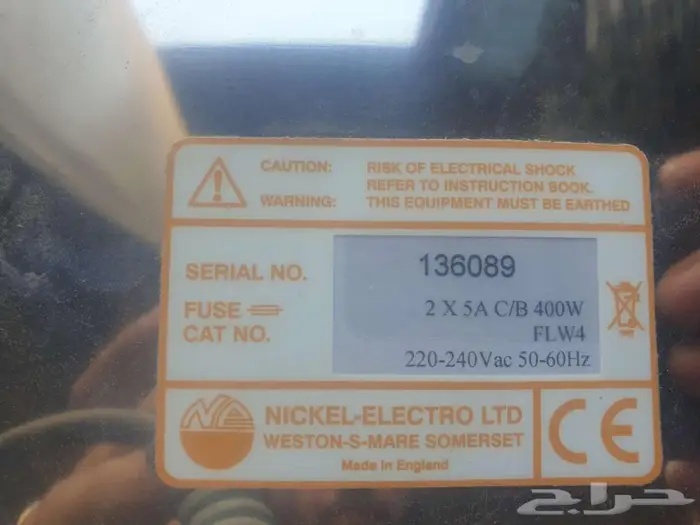 CAUTION: RISK OF ELECTRICAL SHOCK
REFER TO INSTRUCTION BOOK.
WARNING: THIS EQUIPMENT MUST BE EARTHED
SERIAL NO. 136089
FUSE 2 X 5A C/B 400W
CAT NO. FLW4
220-240Vac 50-60Hz
NE
NICKEL-ELECTRO LTD
WESTON-S-MARE SOMERSET
Made In England
CE
حراج